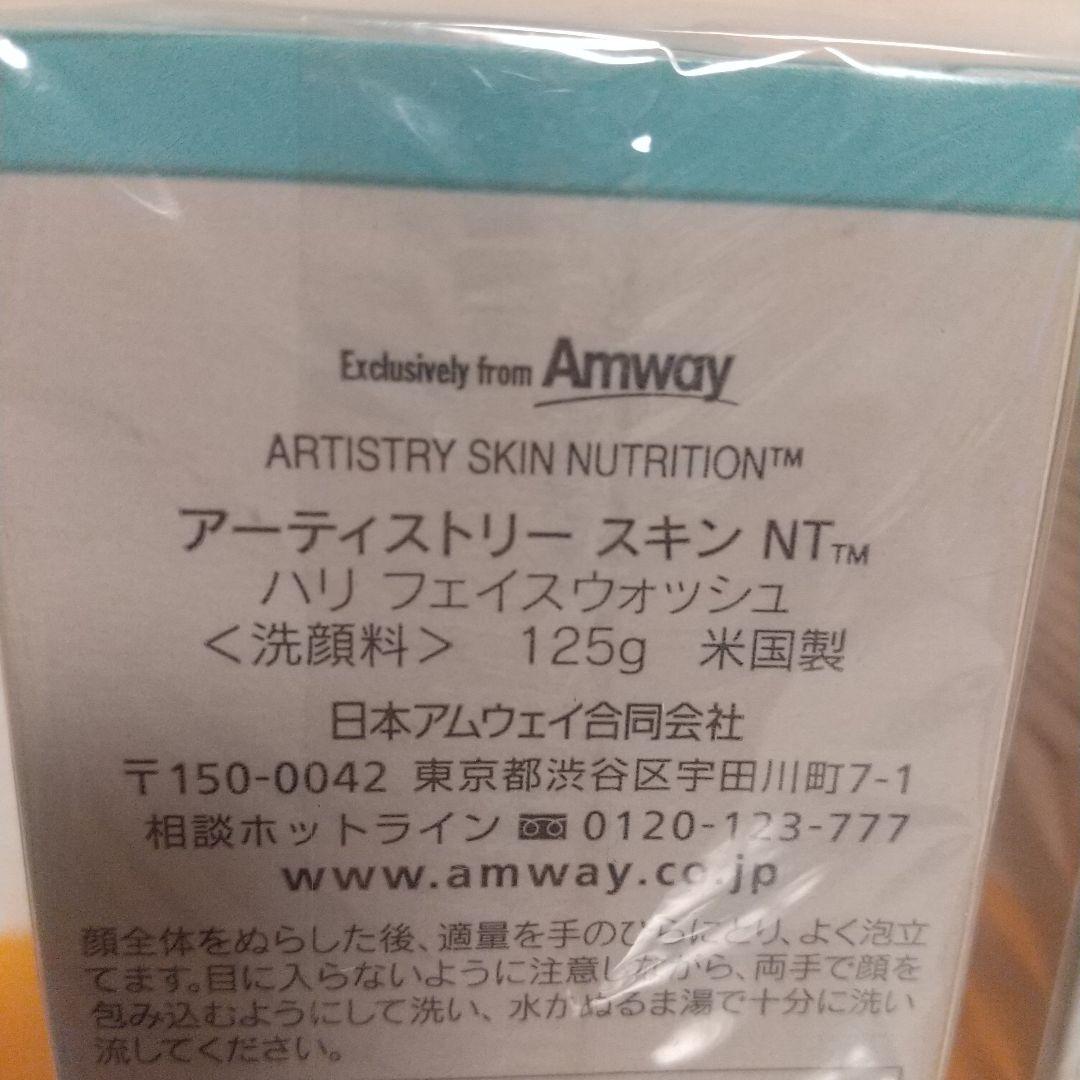 Exclusively from Amway
ARTISTRY SKIN NUTRITION™
アーティストリー スキン NT™
ハリ フェイスウォッシュ
＜洗顔料＞ 125g 米国製
日本アムウェイ合同会社
〒150-0042 東京都渋谷区宇田川町7-1
相談ホットライン 0120-123-777
www.amway.co.jp
顔全体をぬらした後、適量を手のひらにとり、よく泡立
てます。目に入らないように注意しながら、両手で顔を
包み込むようにして洗い、水かぬるま湯で十分に洗い
流してください。